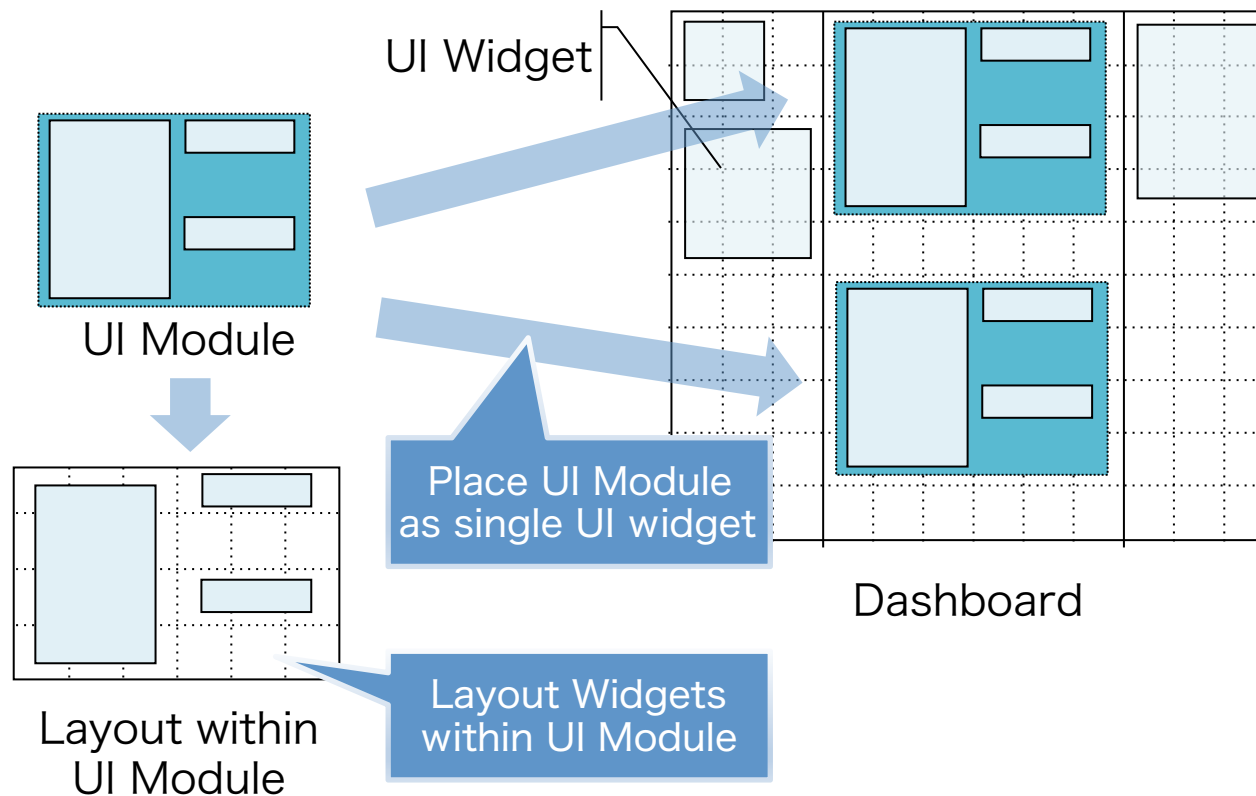 UI Widget
UI Module
Place UI Module
as single UI widget
Dashboard
Layout Widgets
within UI Module
Layout within
UI Module